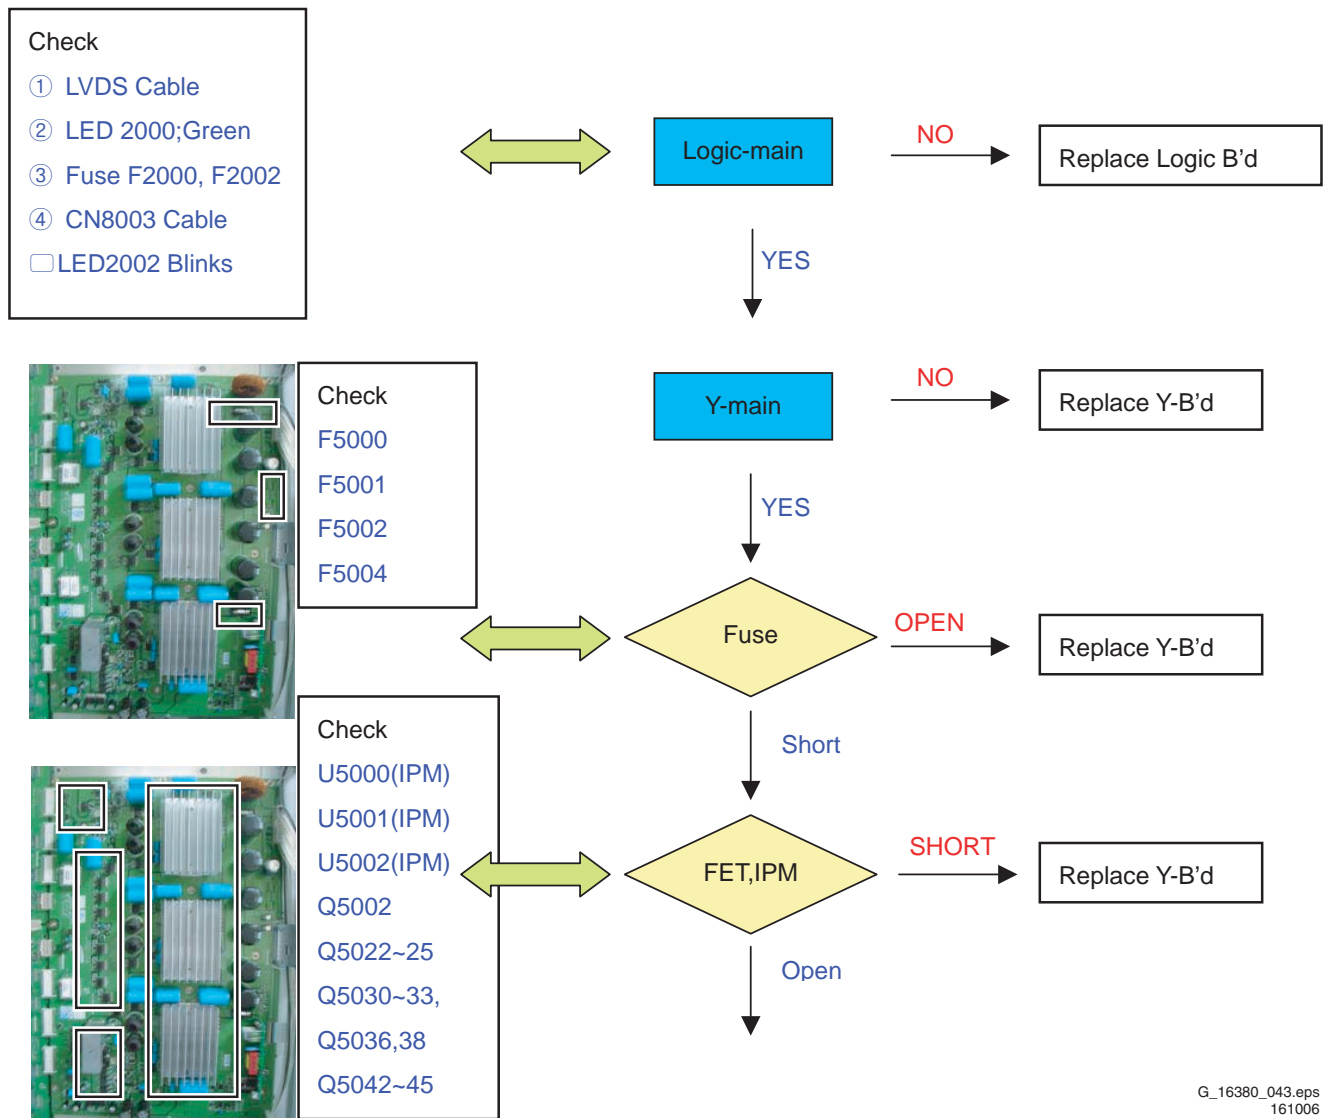 Check
① LVDS Cable
② LED 2000;Green
③ Fuse F2000, F2002
④ CN8003 Cable
□LED2002 Blinks
Logic-main
NO
Replace Logic B’d
YES
Check
F5000
F5001
F5002
F5004
Y-main
NO
Replace Y-B’d
YES
Fuse
OPEN
Replace Y-B’d
Short
Check
U5000(IPM)
U5001(IPM)
U5002(IPM)
Q5002
Q5022~25
Q5030~33,
Q5036,38
Q5042~45
FET,IPM
SHORT
Replace Y-B’d
Open
G_16380_043.eps
161006